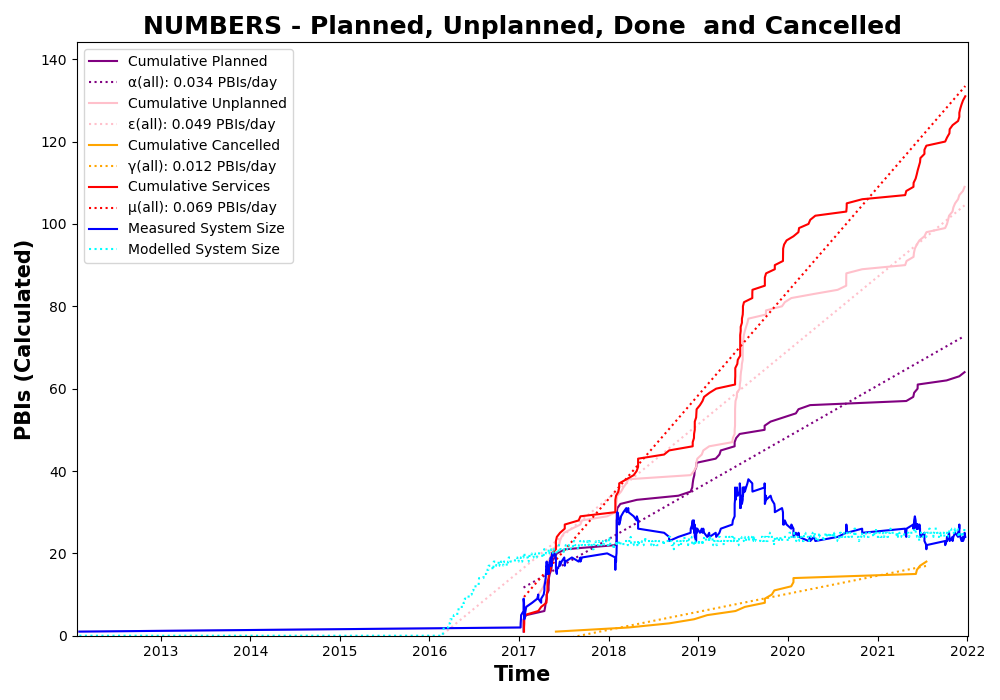 NUMBERS - Planned, Unplanned, Done  and Cancelled
PBIs (Calculated)
140
120
100
80
60
40
20
0
Cumulative Planned
α(all): 0.034 PBIs/day
Cumulative Unplanned
ε(all): 0.049 PBIs/day
Cumulative Cancelled
γ(all): 0.012 PBIs/day
Cumulative Services
μ(all): 0.069 PBIs/day
Measured System Size
Modelled System Size
2013 2014 2015 2016 2017 2018 2019 2020 2021 2022
Time